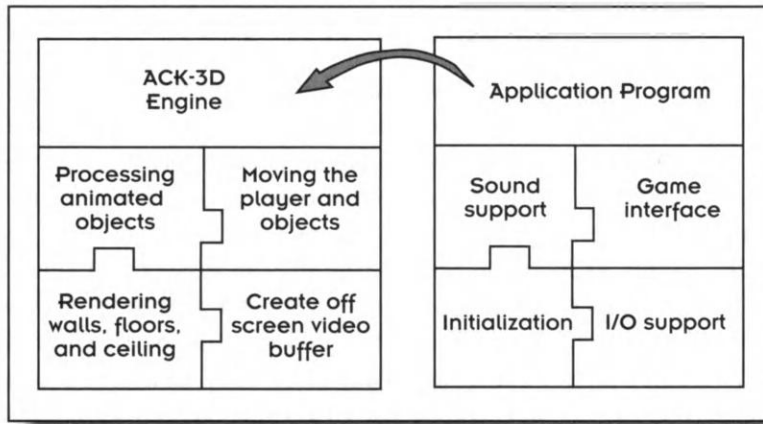 ACK-3D
Engine
Application Program
Processing
animated
objects
Moving the
player and
objects
Sound
support
Game
interface
Rendering
walls, floors,
and ceiling
Create off
screen video
buffer
Initialization
I/O support